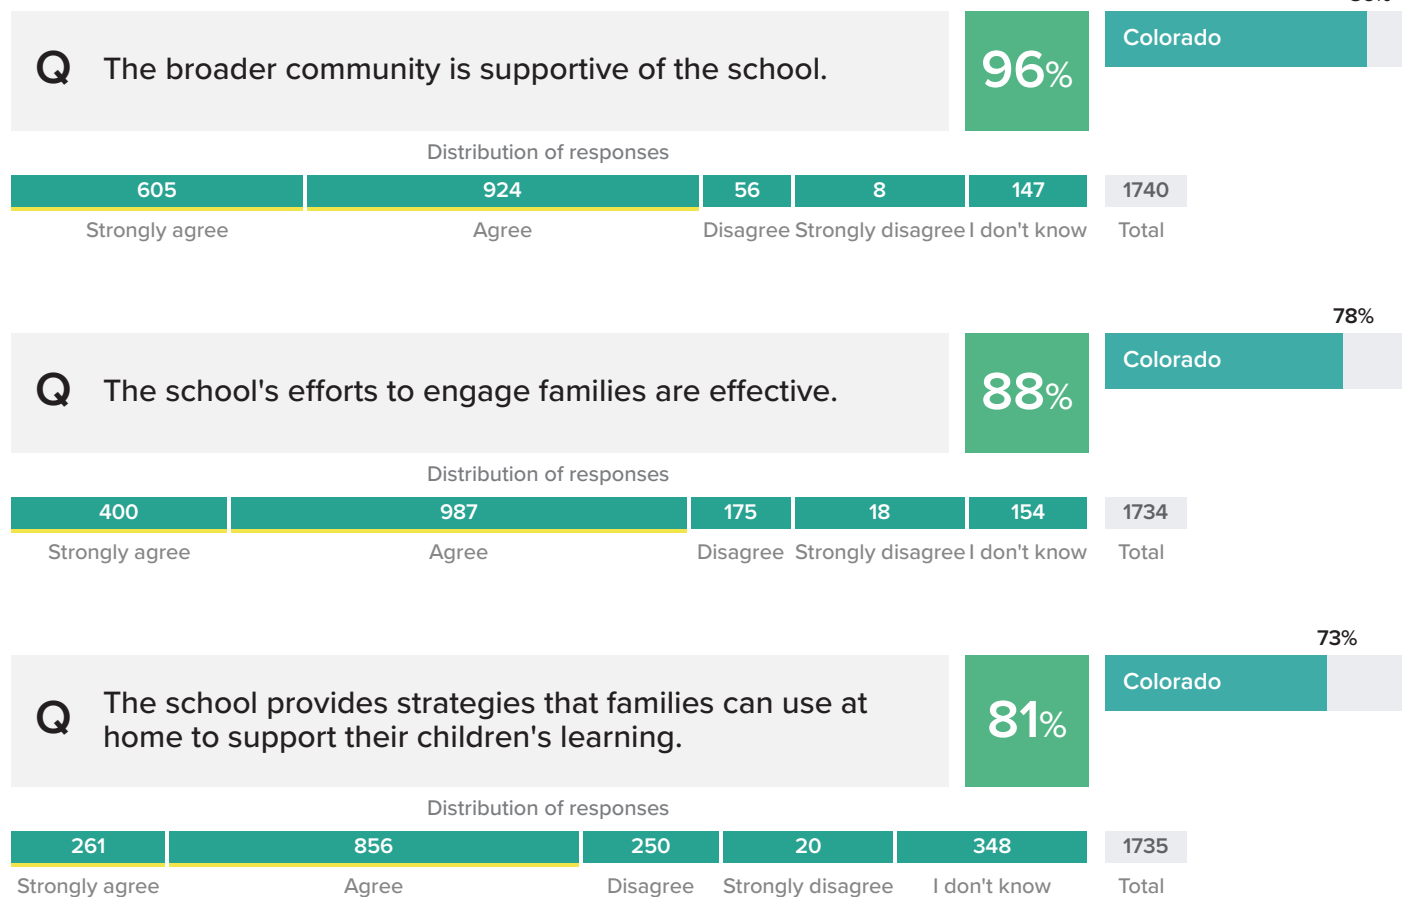 Q The broader community is supportive of the school. 96% Colorado
Distribution of responses
605 924 56 8 147 1740
Strongly agree Agree Disagree Strongly disagree I don't know Total
78%
Q The school's efforts to engage families are effective. 88% Colorado
Distribution of responses
400 987 175 18 154 1734
Strongly agree Agree Disagree Strongly disagree I don't know Total
73%
Q The school provides strategies that families can use at
home to support their children's learning. 81% Colorado
Distribution of responses
261 856 250 20 348 1735
Strongly agree Agree Disagree Strongly disagree I don't know Total